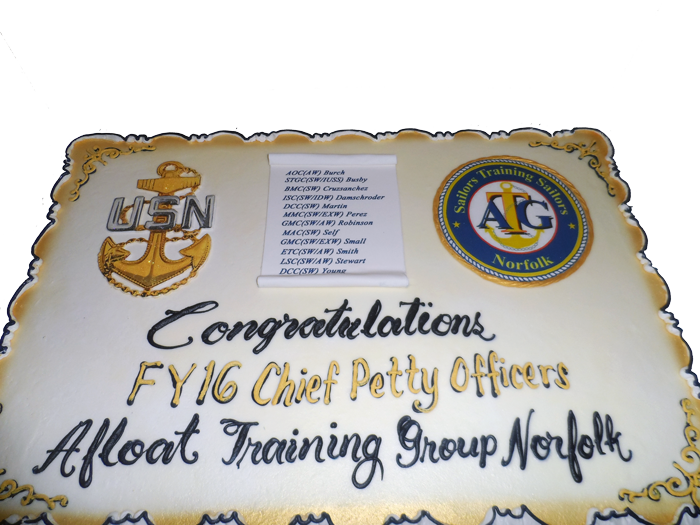 USN
AOC(AW) Burch
STGC(SW/IUSS) Busby
BMC(SW) Cruzsanchez
ISC(SW/IDW) Damschroder
DCC(SW) Martin
MMC(SW/EXW) Perez
GMC(SW/AW) Robinson
MAC(SW) Self
GMC(SW/EXW) Small
ETC(SW/AW) Smith
LSC(SW/AW) Stewart
DCC(SW) Young
Sailors Training Sailors
ATG
Norfolk
Congratulations
FY16 Chief Petty Officers
Afloat Training Group Norfolk